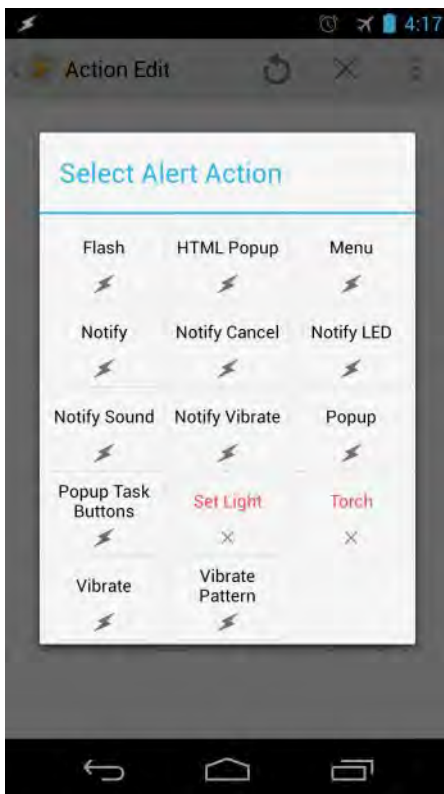 4:17
Action Edit
Select Alert Action
Flash HTML Popup Menu
Notify Notify Cancel Notify LED
Notify Sound Notify Vibrate Popup
Popup Task
Buttons
Set Light Torch
Vibrate
Vibrate
Pattern